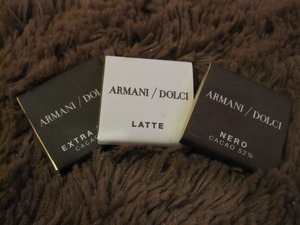 ARMANI / DOLCI
EXTRA
CACAO
ARMANI / DOLCI
LATTE
ARMANI / DOLCI
NERO
CACAO 52%